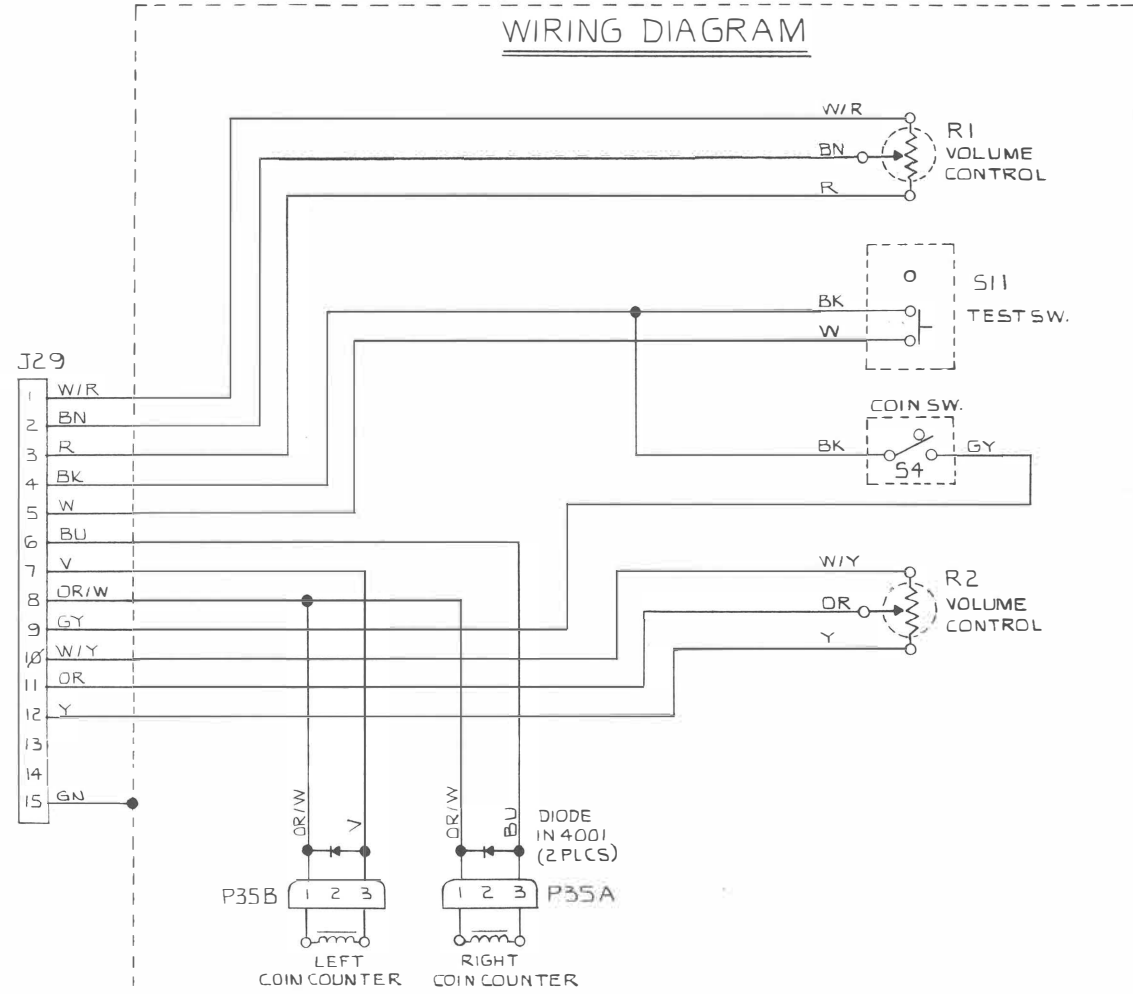 WIRING DIAGRAM
W/R
R1
VOLUME
CONTROL
BN
R
S11
TEST SW.
BK
W
J29
1 W/R
2 BN
3 R
4 BK
5 W
6 BU
7 V
8 OR/W
9 GY
10 W/Y
11 OR
12 Y
13
14
15 GN
COIN SW.
BK
S4
GY
W/Y
R2
VOLUME
CONTROL
OR
Y
OR/W
V
OR/W
BU
DIODE
IN 4001
(2 PLCS)
P35B
1 2 3
1 2 3
P35A
LEFT
COIN COUNTER
RIGHT
COIN COUNTER